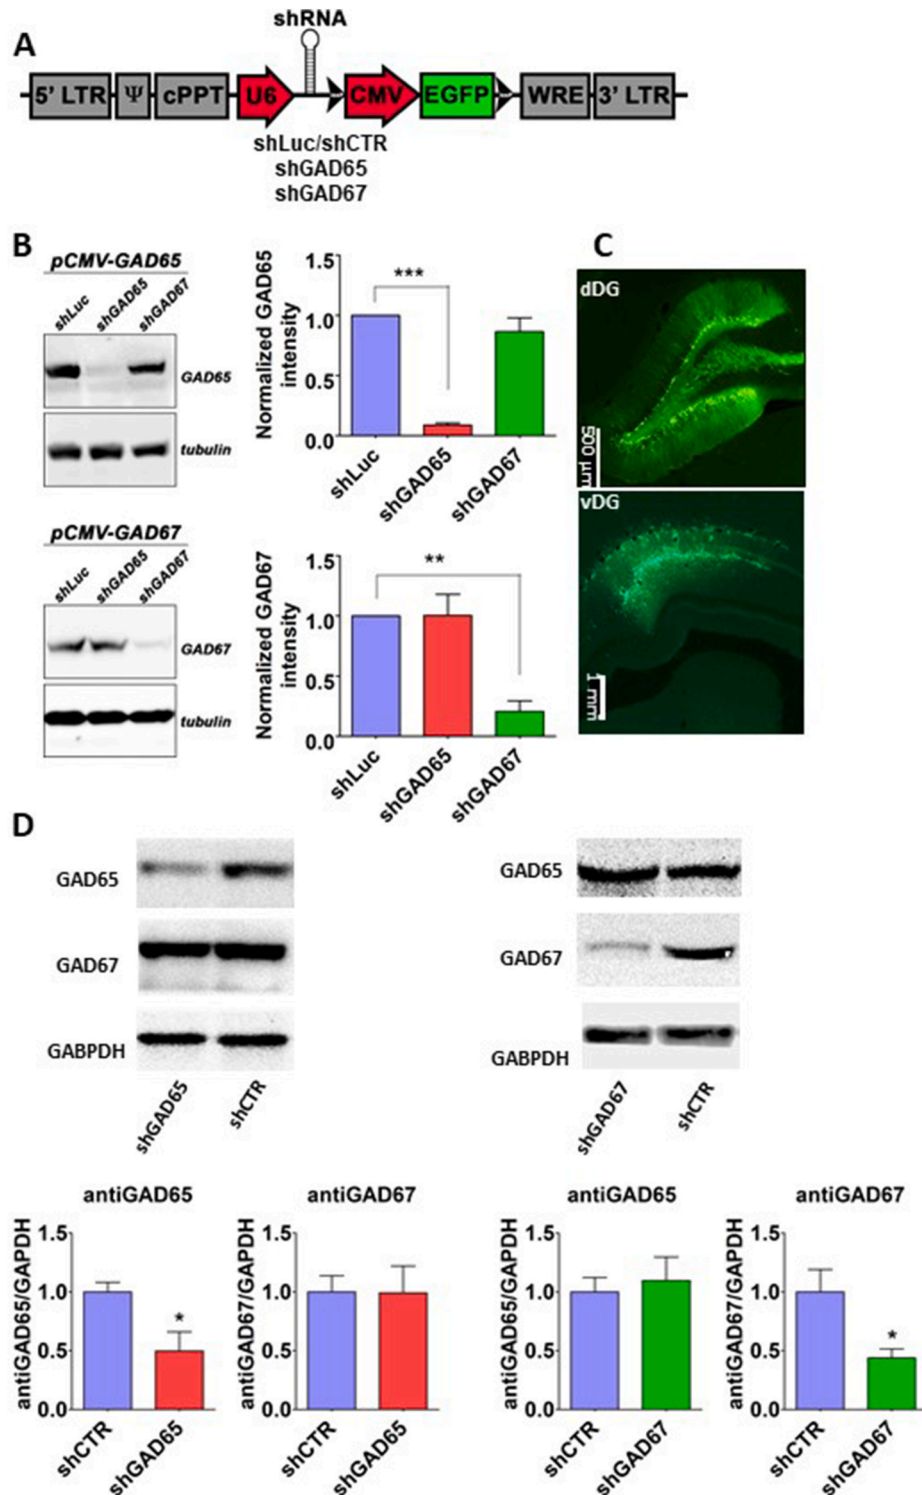 A
shRNA
5' LTR Ψ cPPT U6 CMV EGFP WRE 3' LTR
shLuc/shCTR
shGAD65
shGAD67
B
pCMV-GAD65
shLuc shGAD65 shGAD67
GAD65
tubulin
Normalized GAD65
intensity
1.5
1.0
0.5
0.0
***
shLuc shGAD65 shGAD67
pCMV-GAD67
shLuc shGAD65 shGAD67
GAD67
tubulin
Normalized GAD67
intensity
1.5
1.0
0.5
0.0
**
shLuc shGAD65 shGAD67
C
dDG
500 µm
vDG
1 mm
D
GAD65
GAD67
GABPDH
shGAD65 shCTR
GAD65
GAD67
GABPDH
shGAD67 shCTR
antiGAD65
antiGAD65/GAPDH
1.5
1.0
0.5
0.0
*
shCTR shGAD65
antiGAD67
antiGAD67/GAPDH
1.5
1.0
0.5
0.0
shCTR shGAD65
antiGAD65
antiGAD65/GAPDH
1.5
1.0
0.5
0.0
shCTR shGAD67
antiGAD67
antiGAD67/GAPDH
1.5
1.0
0.5
0.0
*
shCTR shGAD67